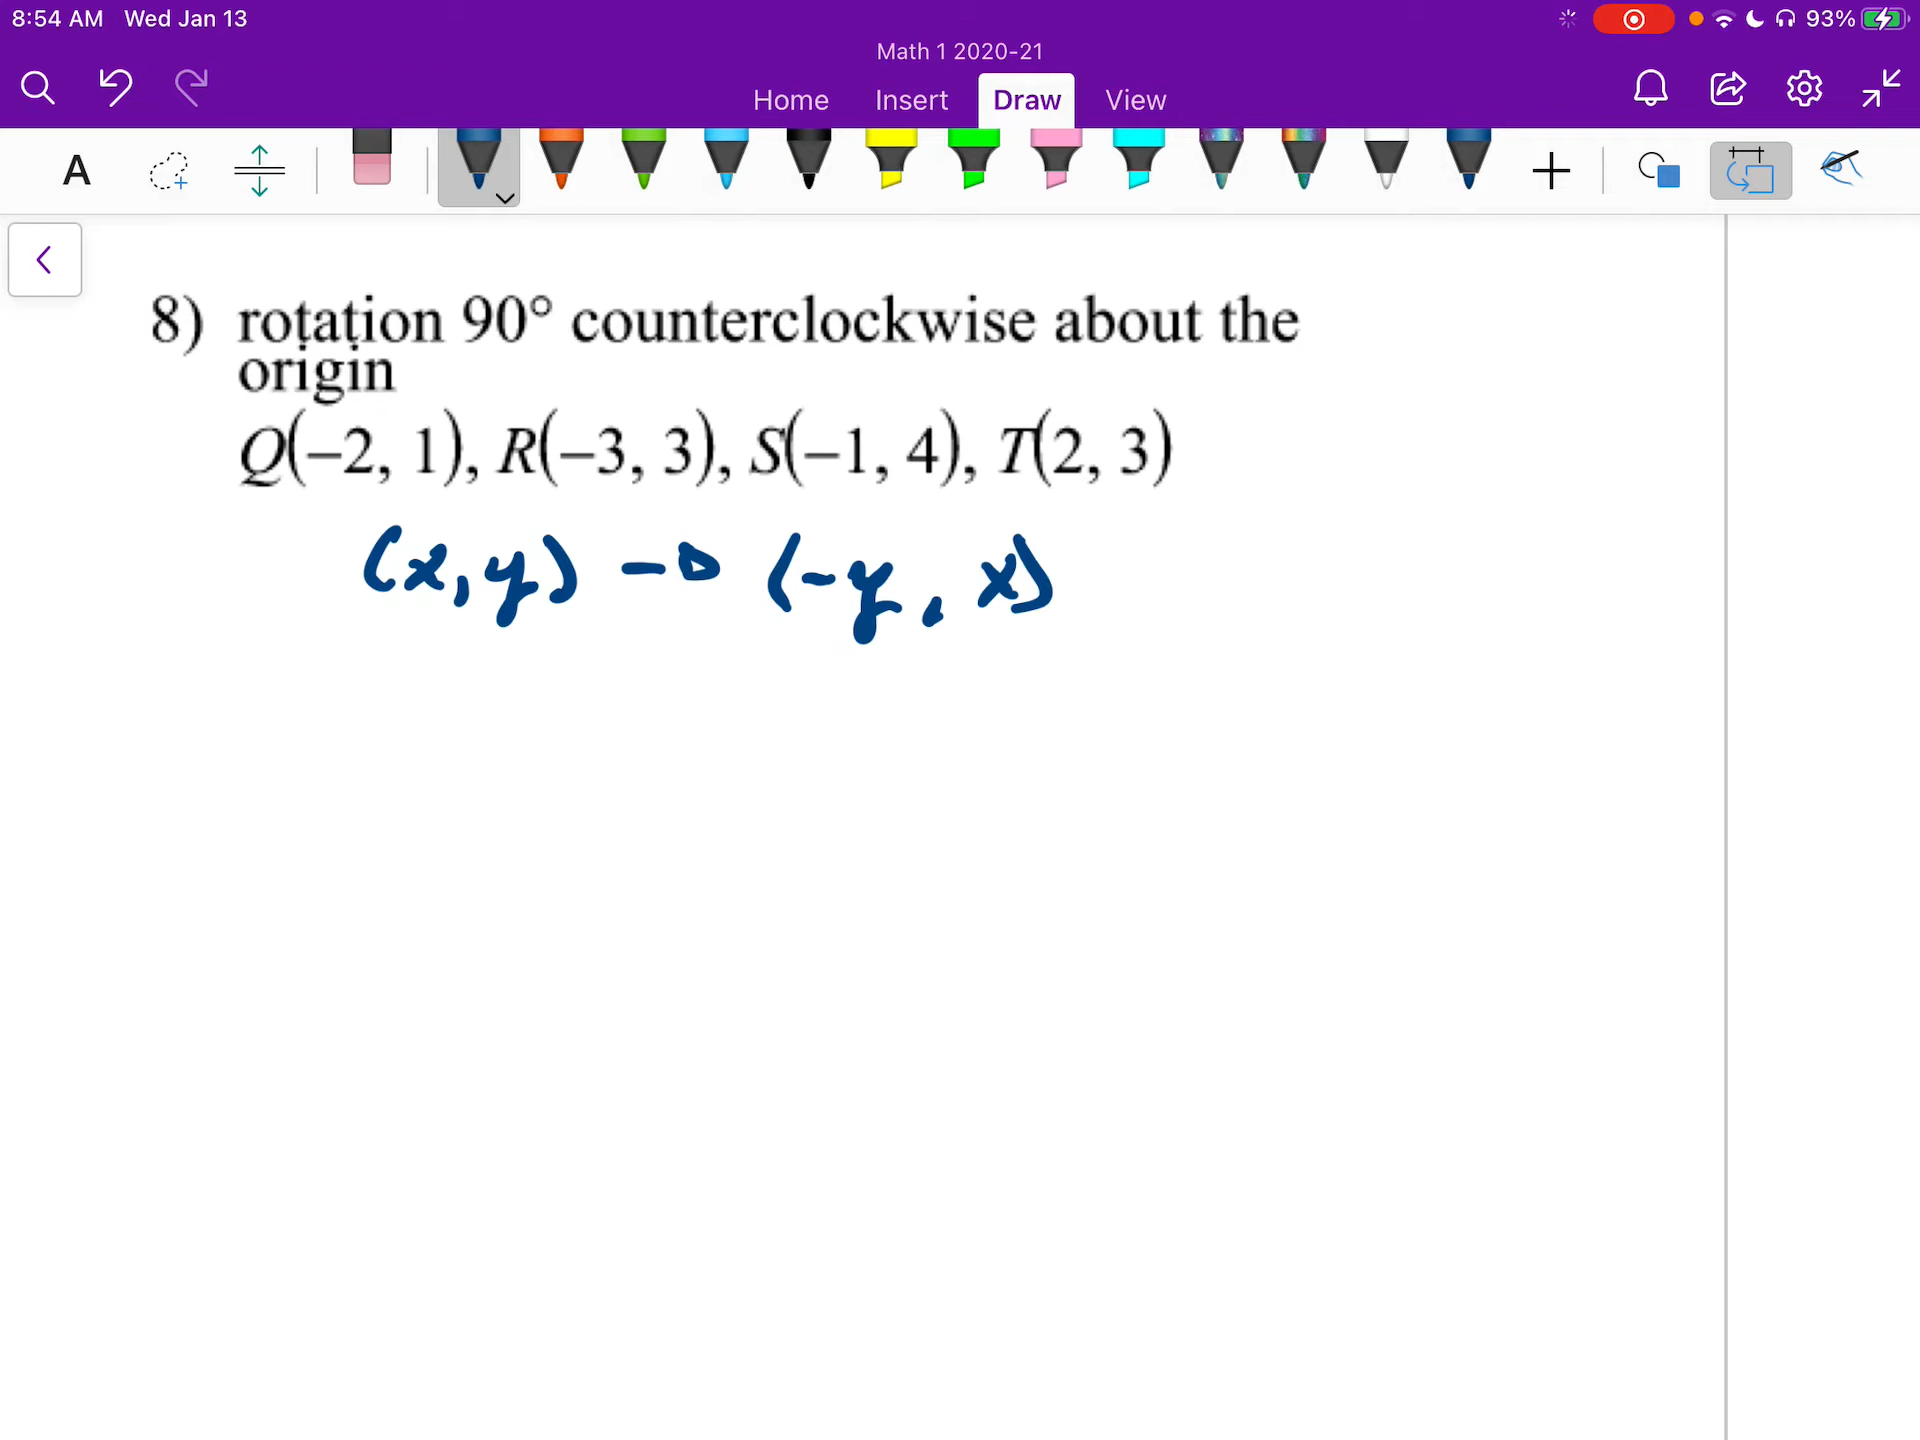 8:54 AM Wed Jan 13
93%
Math 1 2020-21
Home Insert Draw View
A
8) rotation 90° counterclockwise about the
origin
Q(–2, 1), R(–3, 3), S(–1, 4), T(2, 3)
(x,y) → (-y, x)